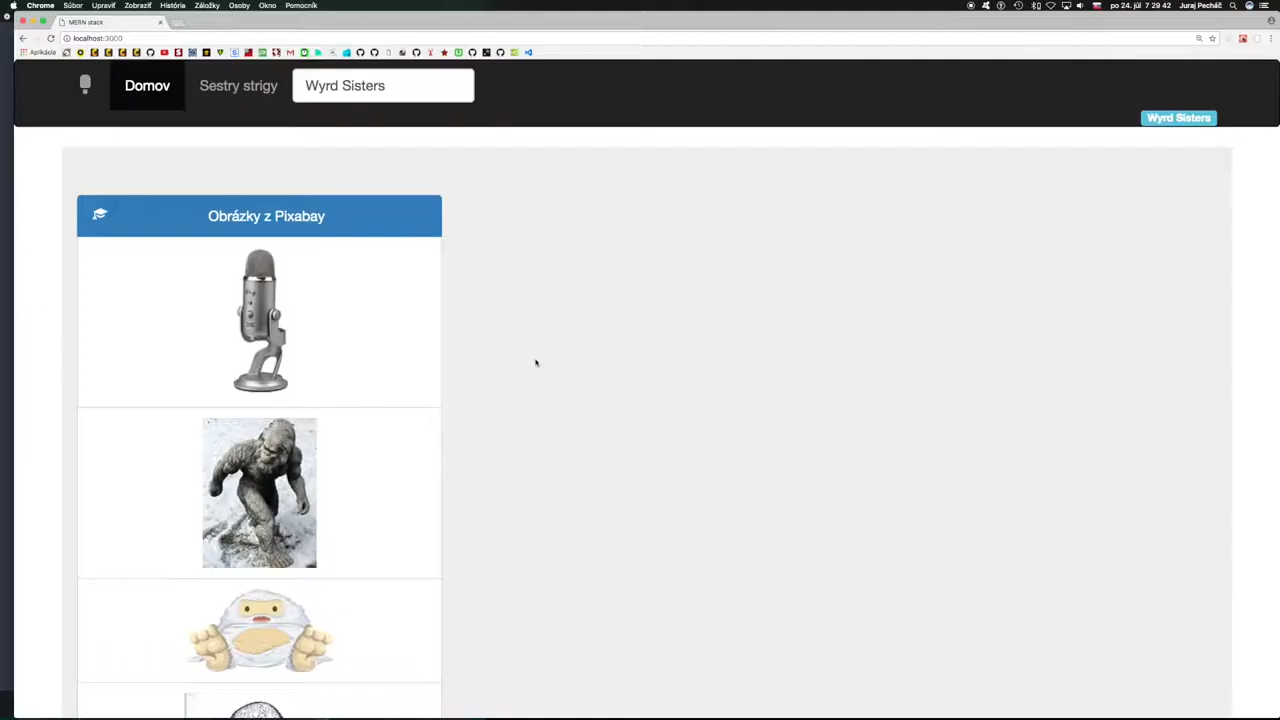 Chrome Súbor Upraviť Zobraziť História Záložky Osoby Okno Pomocník
po 24. júl 7 29 42 Juraj Pecháč
MERN stack
localhost:3000
Aplikácie
Domov Sestry strigy Wyrd Sisters
Wyrd Sisters
Obrázky z Pixabay